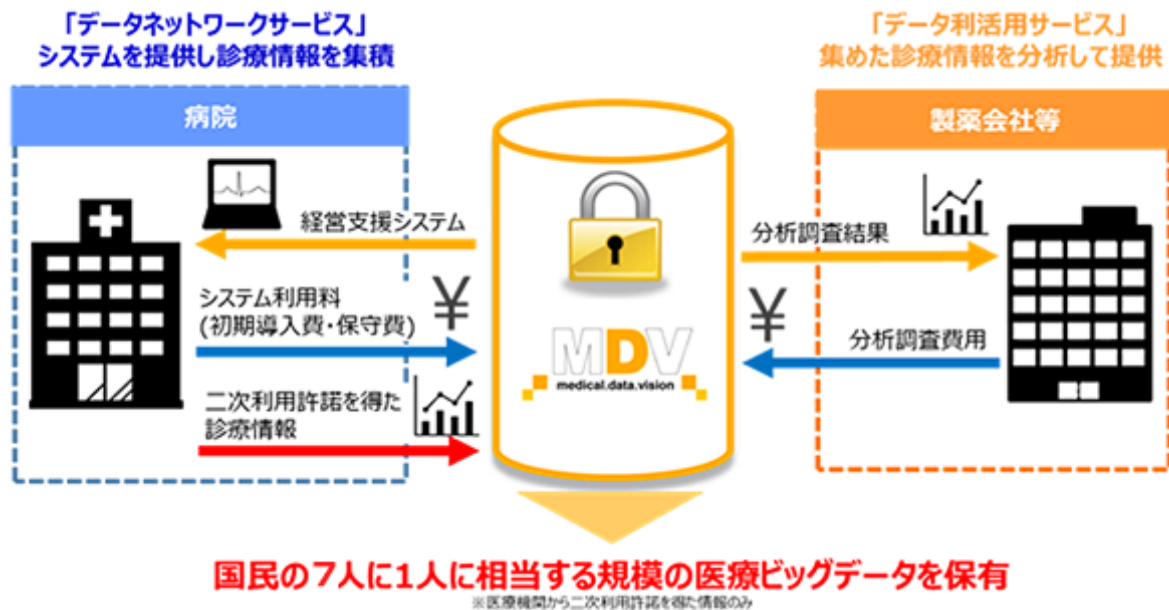 「データネットワークサービス」
システムを提供し診療情報を集積
「データ利活用サービス」
集めた診療情報を分析して提供
病院
製薬会社等
経営支援システム
分析調査結果
システム利用料
(初期導入費・保守費)
¥
¥
分析調査費用
MDV
medical.data.vision
二次利用許諾を得た
診療情報
国民の7人に1人に相当する規模の医療ビッグデータを保有
※医療機関から二次利用許諾を得た情報のみ